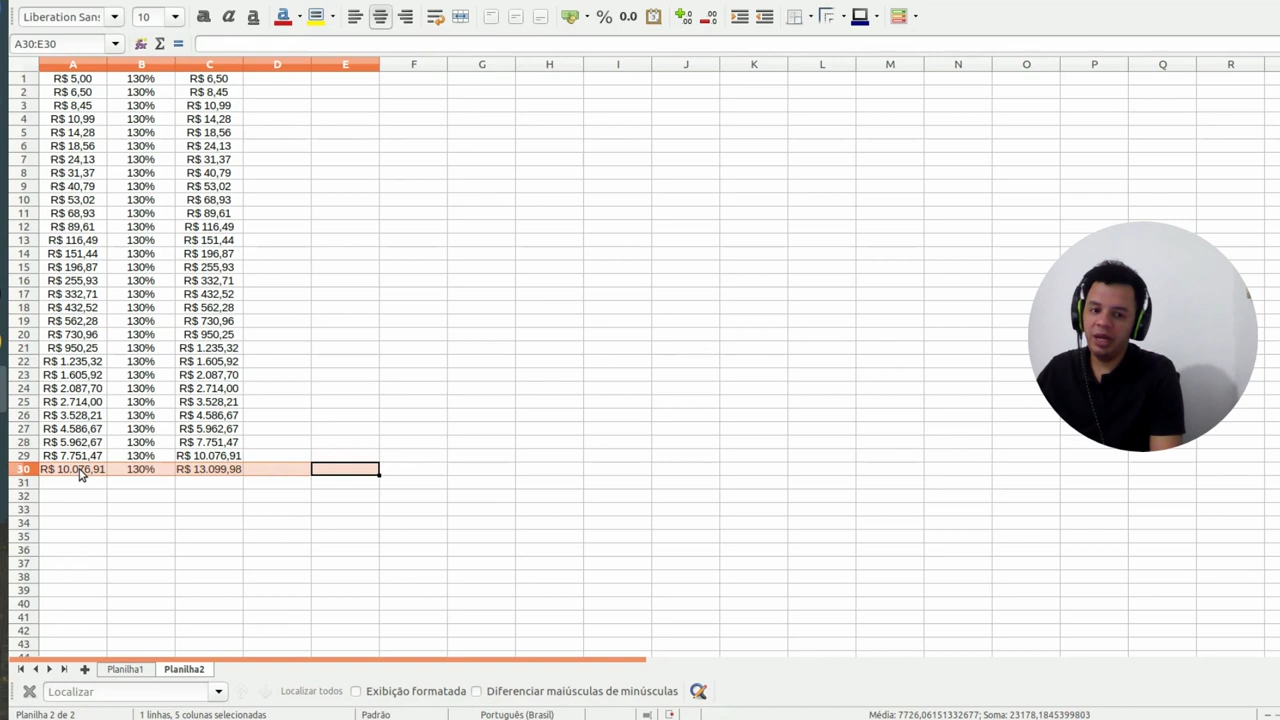 Liberation Sans 10 % 0.0
A30:E30
A B C D E F G H I J K L M N O P Q R
1 R$ 5,00 130% R$ 6,50
2 R$ 6,50 130% R$ 8,45
3 R$ 8,45 130% R$ 10,99
4 R$ 10,99 130% R$ 14,28
5 R$ 14,28 130% R$ 18,56
6 R$ 18,56 130% R$ 24,13
7 R$ 24,13 130% R$ 31,37
8 R$ 31,37 130% R$ 40,79
9 R$ 40,79 130% R$ 53,02
10 R$ 53,02 130% R$ 68,93
11 R$ 68,93 130% R$ 89,61
12 R$ 89,61 130% R$ 116,49
13 R$ 116,49 130% R$ 151,44
14 R$ 151,44 130% R$ 196,87
15 R$ 196,87 130% R$ 255,93
16 R$ 255,93 130% R$ 332,71
17 R$ 332,71 130% R$ 432,52
18 R$ 432,52 130% R$ 562,28
19 R$ 562,28 130% R$ 730,96
20 R$ 730,96 130% R$ 950,25
21 R$ 950,25 130% R$ 1.235,32
22 R$ 1.235,32 130% R$ 1.605,92
23 R$ 1.605,92 130% R$ 2.087,70
24 R$ 2.087,70 130% R$ 2.714,00
25 R$ 2.714,00 130% R$ 3.528,21
26 R$ 3.528,21 130% R$ 4.586,67
27 R$ 4.586,67 130% R$ 5.962,67
28 R$ 5.962,67 130% R$ 7.751,47
29 R$ 7.751,47 130% R$ 10.076,91
30 R$ 10.076,91 130% R$ 13.099,98
31
32
33
34
35
36
37
38
39
40
41
42
43
Planilha1 Planilha2
Localizar Localizar todos Exibição formatada Diferenciar maiúsculas de minúsculas
Planilha 2 de 2 1 linhas, 5 colunas selecionadas Padrão Português (Brasil) Média: 7726,06151332677; Soma: 23178,1845399803